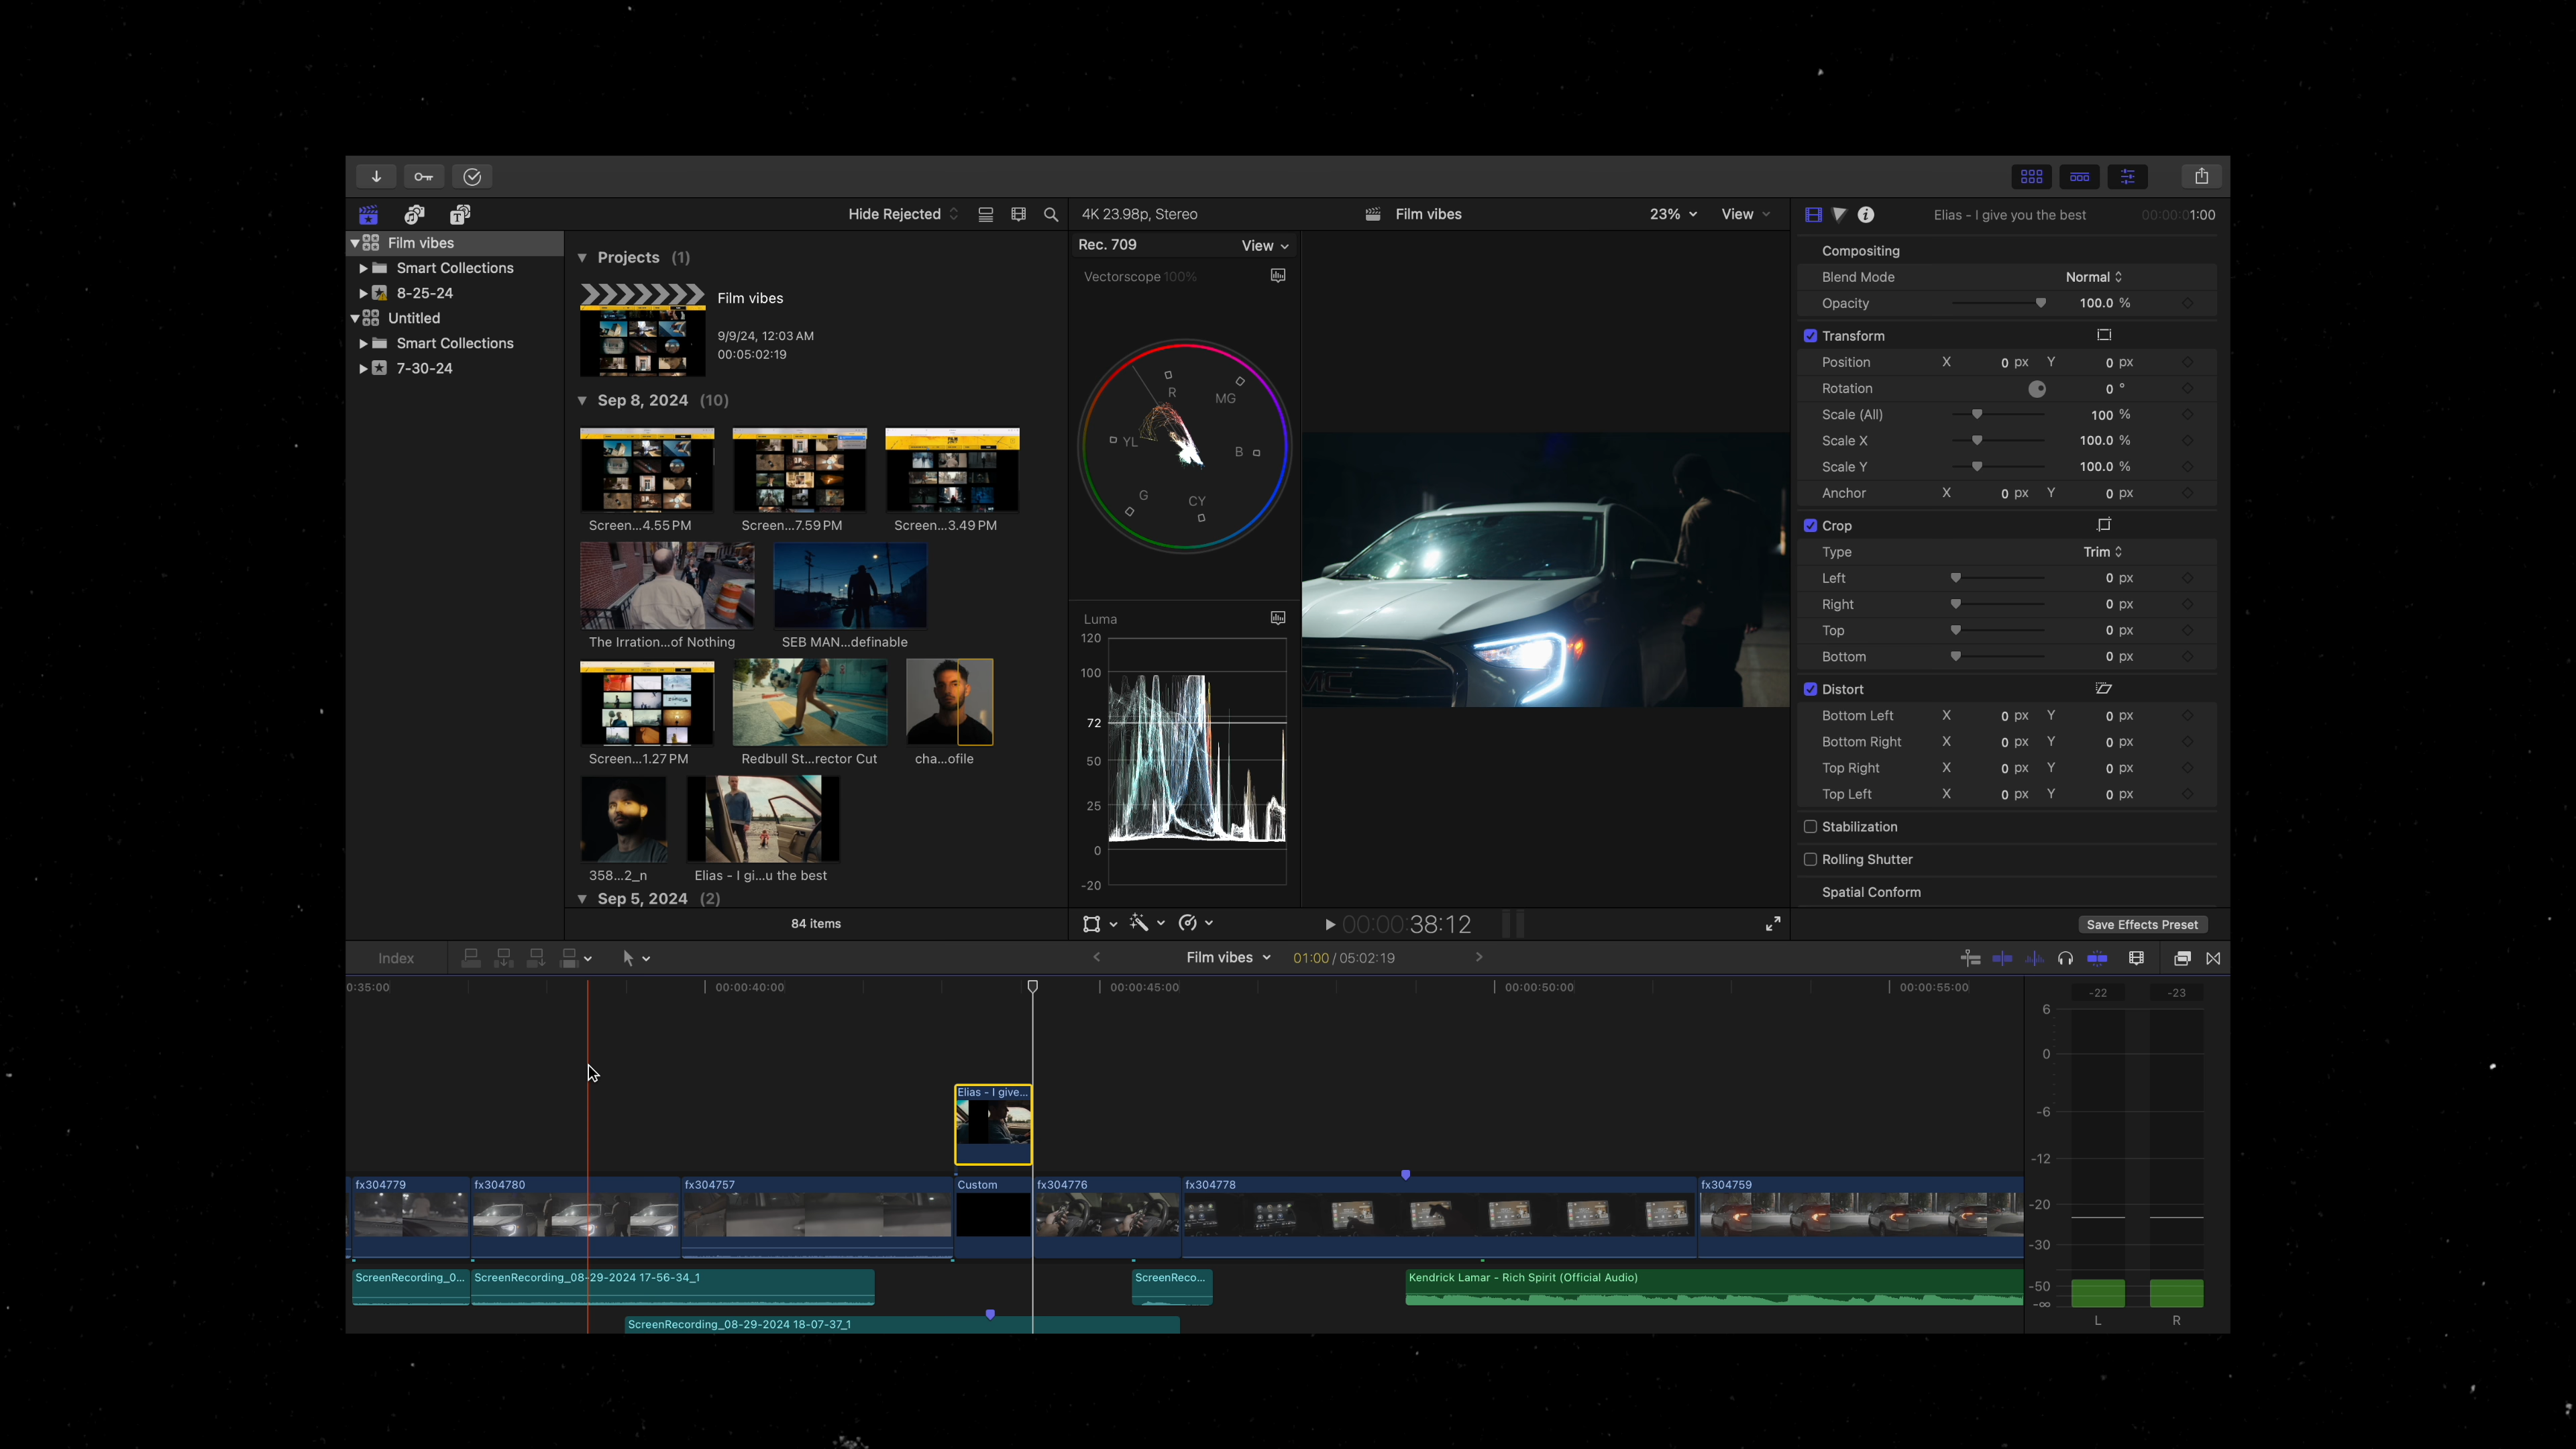 Hide Rejected
4K 23.98p, Stereo
Film vibes
23%
View
Elias - I give you the best
00:00:01:00
Film vibes
Smart Collections
8-25-24
Untitled
Smart Collections
7-30-24
Projects (1)
Film vibes
9/9/24, 12:03 AM
00:05:02:19
Sep 8, 2024 (10)
Screen...4.55 PM
Screen...7.59 PM
Screen...3.49 PM
The Irration...of Nothing
SEB MAN...definable
Screen...1.27 PM
Redbull St...rector Cut
cha...ofile
358...2_n
Elias - I gi...u the best
Sep 5, 2024 (2)
84 items
Rec. 709
View
Vectorscope 100%
R
MG
YL
B
G
CY
Luma
120
100
72
50
25
0
-20
00:00:38:12
Compositing
Blend Mode Normal
Opacity 100.0 %
Transform
Position X 0 px Y 0 px
Rotation 0 °
Scale (All) 100 %
Scale X 100.0 %
Scale Y 100.0 %
Anchor X 0 px Y 0 px
Crop
Type Trim
Left 0 px
Right 0 px
Top 0 px
Bottom 0 px
Distort
Bottom Left X 0 px Y 0 px
Bottom Right X 0 px Y 0 px
Top Right X 0 px Y 0 px
Top Left X 0 px Y 0 px
Stabilization
Rolling Shutter
Spatial Conform
Save Effects Preset
Index
Film vibes
01:00 / 05:02:19
0:35:00
00:00:40:00
00:00:45:00
00:00:50:00
00:00:55:00
Elias - I give...
fx304779
fx304780
fx304757
Custom
fx304776
fx304778
fx304759
ScreenRecording_0...
ScreenRecording_08-29-2024 17-56-34_1
ScreenReco...
Kendrick Lamar - Rich Spirit (Official Audio)
ScreenRecording_08-29-2024 18-07-37_1
-22 -23
6
0
-6
-12
-20
-30
-50
-∞
L R